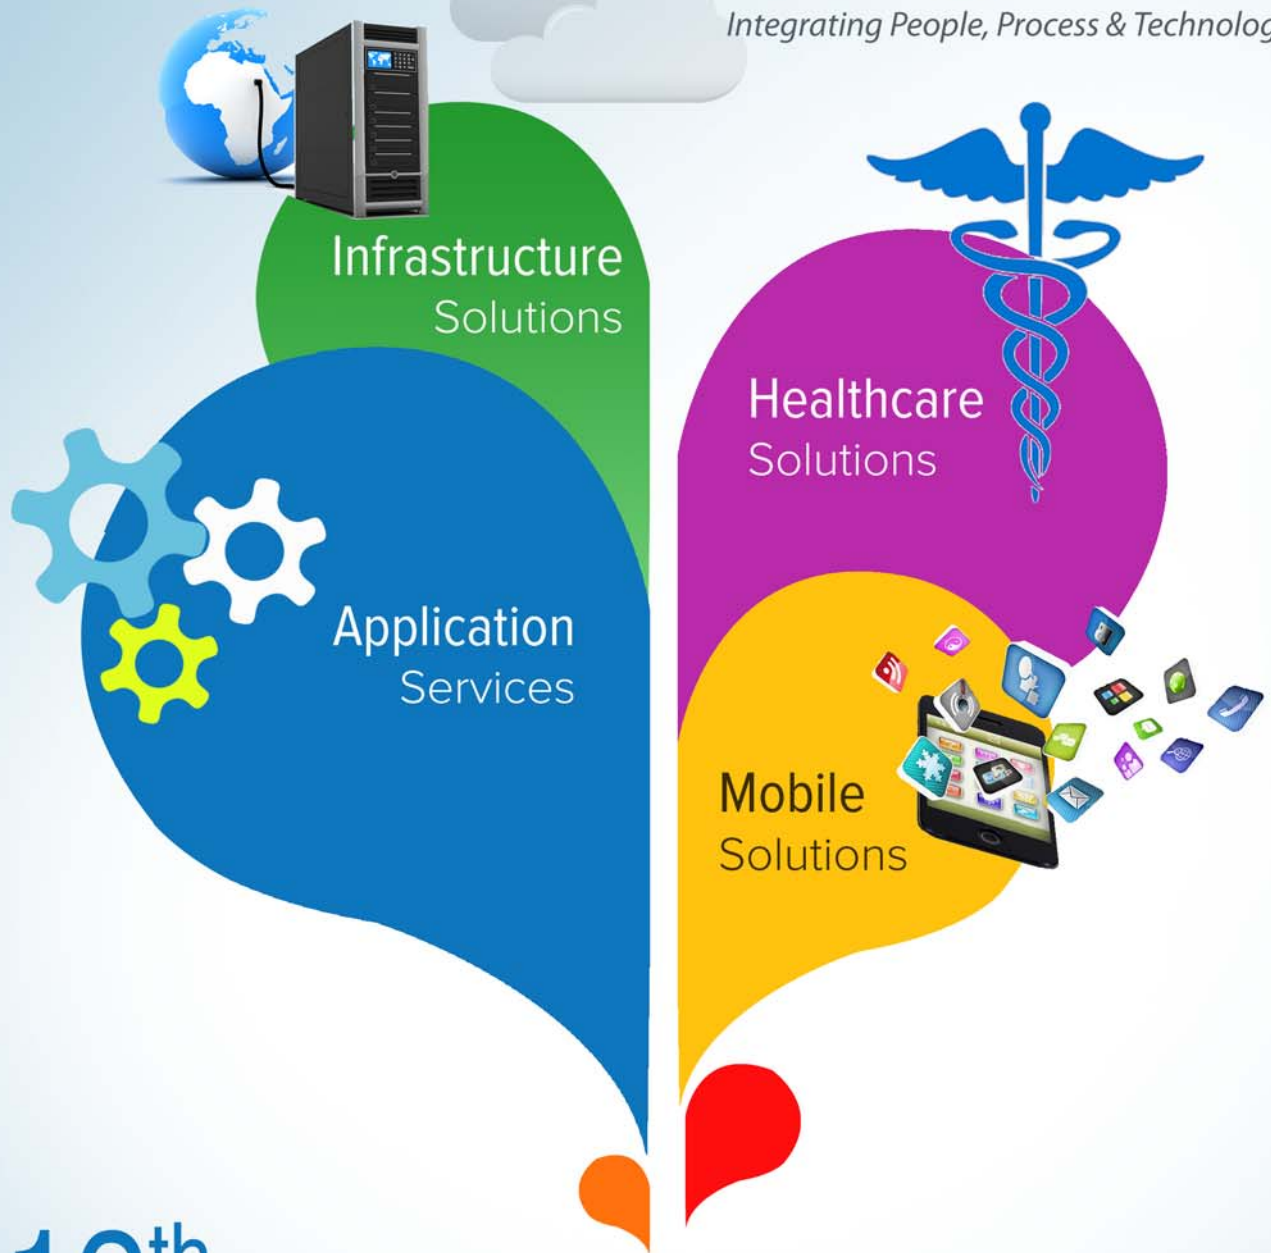 Integrating People, Process & Technolog
Infrastructure
Solutions
Healthcare
Solutions
Application
Services
Mobile
Solutions